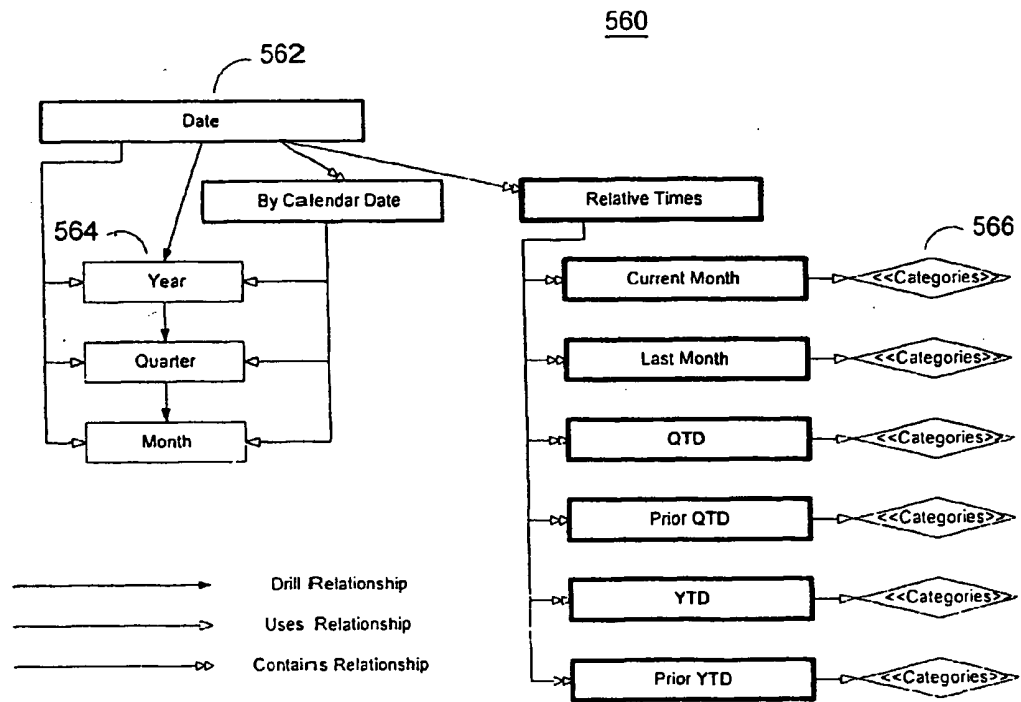 560
562
Date
By Calendar Date
Relative Times
564
566
Year
Current Month
<<Categories>>
Quarter
Last Month
<<Categories>>
Month
QTD
<<Categories>>
Prior QTD
<<Categories>>
Drill Relationship
YTD
<<Categories>>
Uses Relationship
Contains Relationship
Prior YTD
<<Categories>>